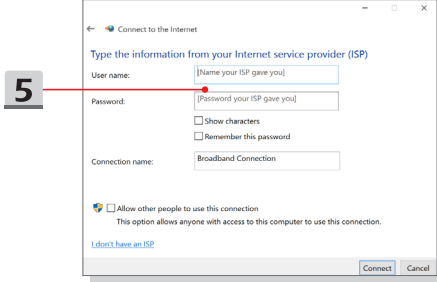 Connect to the Internet
Type the information from your Internet service provider (ISP)
User name:
[Name your ISP gave you]
5
Password:
[Password your ISP gave you]
Show characters
Remember this password
Connection name:
Broadband Connection
Allow other people to use this connection
This option allows anyone with access to this computer to use this connection.
I don't have an ISP
Connect
Cancel